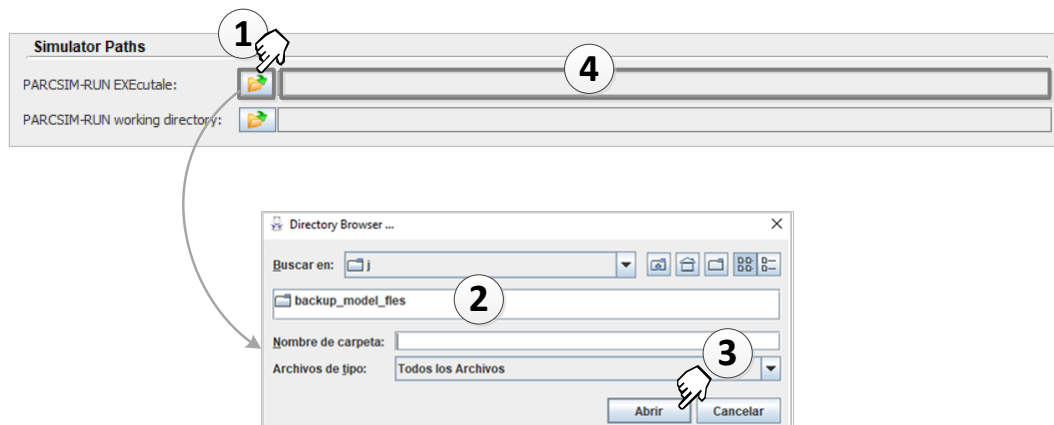 1
Simulator Paths
4
PARCSIM-RUN EXEcutale:
PARCSIM-RUN working directory:
Directory Browser ...
Buscar en: j
backup_model_fles
2
Nombre de carpeta:
3
Archivos de tipo: Todos los Archivos
Abrir Cancelar